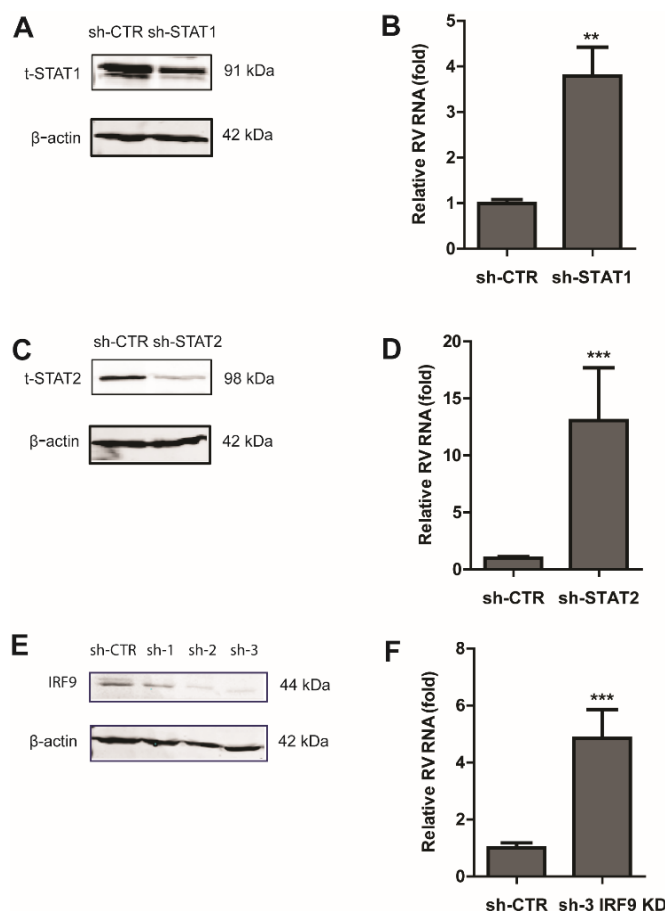 A
sh-CTR sh-STAT1
t-STAT1
91 kDa
β-actin
42 kDa
B
Relative RV RNA (fold)
5
4
3
2
1
0
**
sh-CTR sh-STAT1
C
sh-CTR sh-STAT2
t-STAT2
98 kDa
β-actin
42 kDa
D
Relative RV RNA (fold)
20
15
10
5
0
***
sh-CTR sh-STAT2
E
sh-CTR sh-1 sh-2 sh-3
IRF9
44 kDa
β-actin
42 kDa
F
Relative RV RNA (fold)
8
6
4
2
0
***
sh-CTR sh-3 IRF9 KD